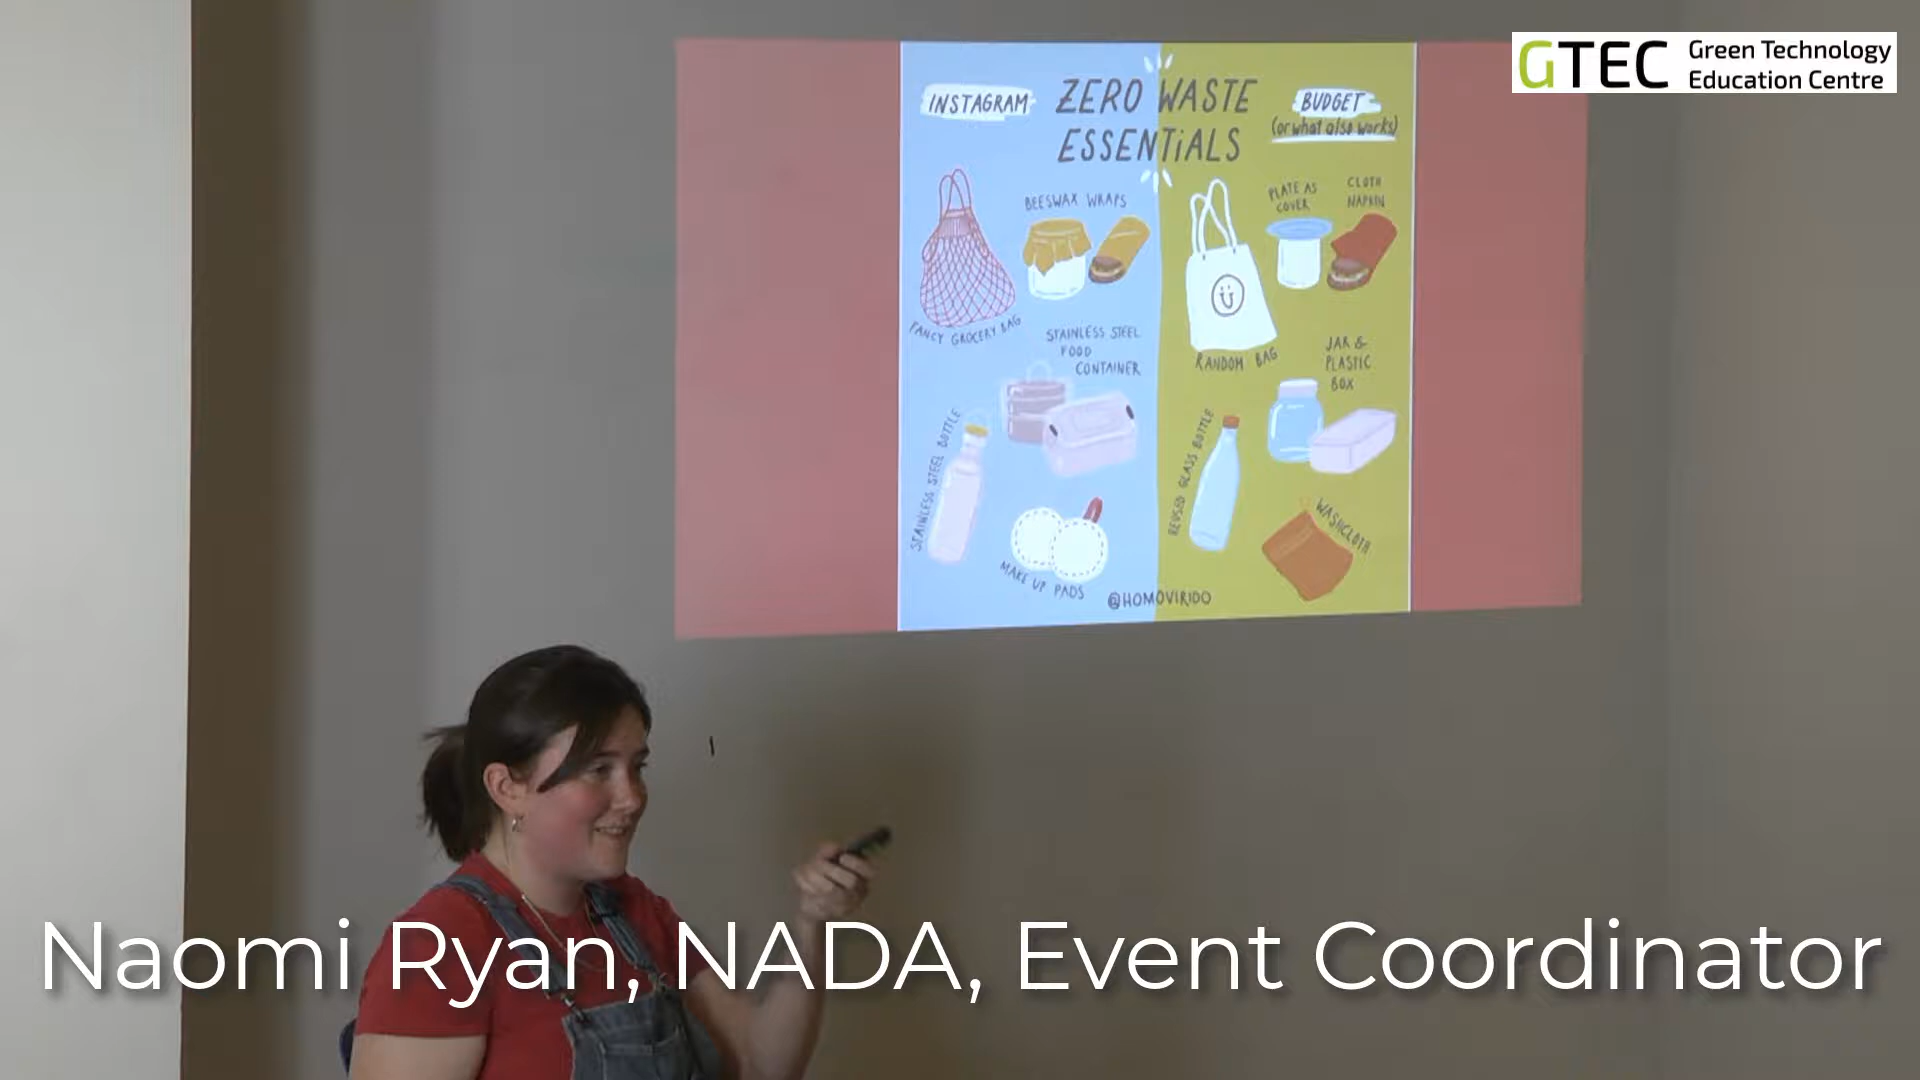 GTEC
Green Technology
Education Centre
INSTAGRAM
ZERO WASTE
ESSENTiALS
BUDGET
(or what also works)
BEESWAX WRAPS
FANCY GROCERY BAG
STAINLESS STEEL
FOOD
CONTAINER
STAINLESS STEEL BOTTLE
MAKE UP PADS
PLATE AS
COVER
CLOTH
NAPKIN
RANDOM BAG
JAR &
PLASTIC
BOX
REUSED GLASS BOTTLE
WASHCLOTH
@HOMOVIRIDO
Naomi Ryan, NADA, Event Coordinator